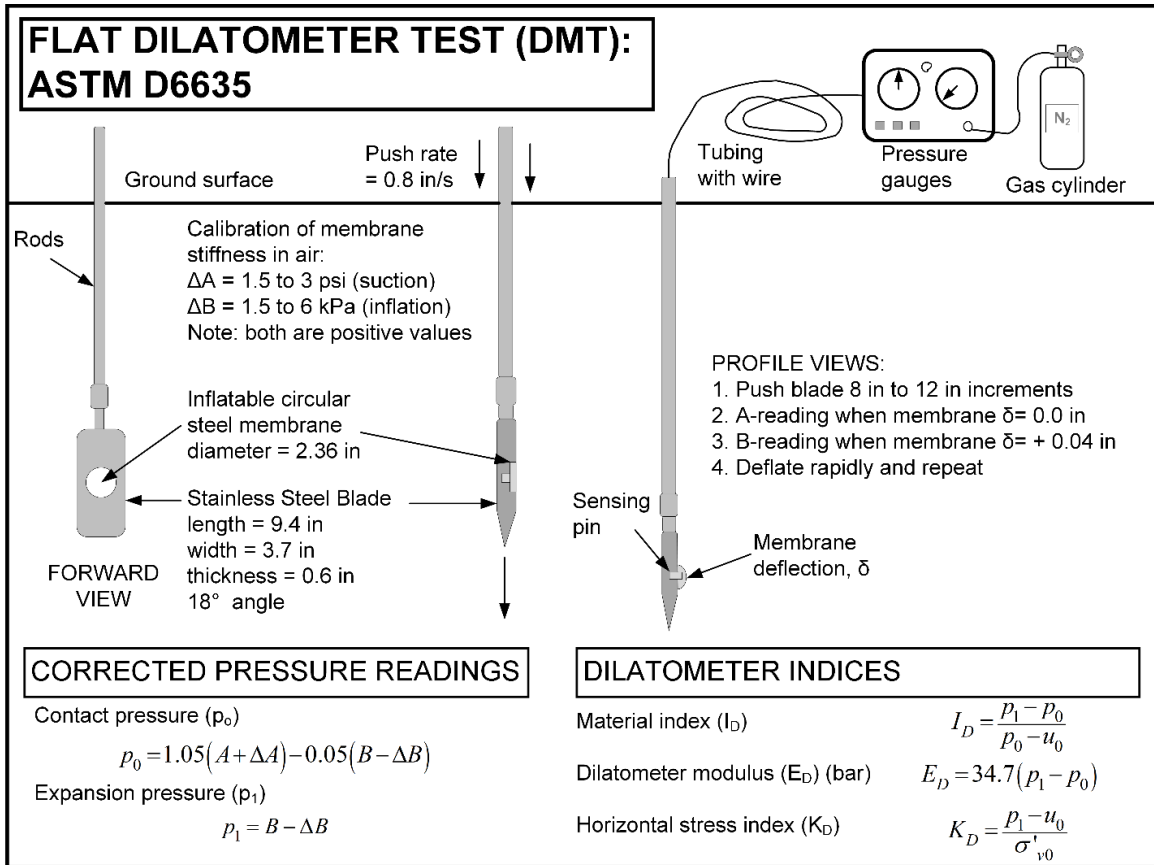 FLAT DILATOMETER TEST (DMT):
ASTM D6635
Push rate
= 0.8 in/s
Ground surface
Tubing
with wire
Pressure
gauges
N₂
Gas cylinder
Rods
Calibration of membrane
stiffness in air:
ΔA = 1.5 to 3 psi (suction)
ΔB = 1.5 to 6 kPa (inflation)
Note: both are positive values
Inflatable circular
steel membrane
diameter = 2.36 in
Stainless Steel Blade
length = 9.4 in
width = 3.7 in
thickness = 0.6 in
18° angle
FORWARD
VIEW
PROFILE VIEWS:
1. Push blade 8 in to 12 in increments
2. A-reading when membrane δ= 0.0 in
3. B-reading when membrane δ= + 0.04 in
4. Deflate rapidly and repeat
Sensing
pin
Membrane
deflection, δ
CORRECTED PRESSURE READINGS
Contact pressure (pₒ)
p₀ = 1.05(A + ΔA) − 0.05(B − ΔB)
Expansion pressure (p₁)
p₁ = B − ΔB
DILATOMETER INDICES
Material index (I_D) I_D = (p₁ − p₀)/(p₀ − u₀)
Dilatometer modulus (E_D) (bar) E_D = 34.7(p₁ − p₀)
Horizontal stress index (K_D) K_D = (p₁ − u₀)/σ'_v0